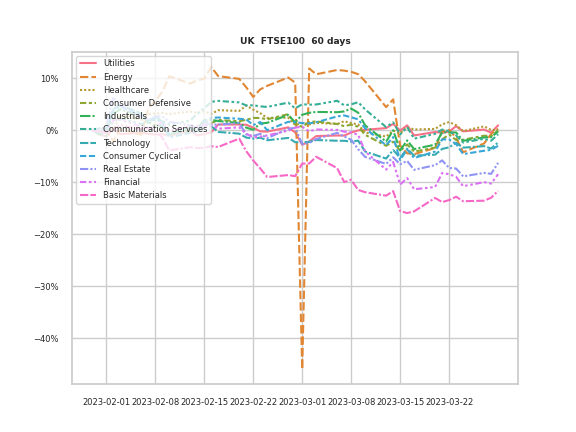 UK  FTSE100  60 days
Utilities
Energy
Healthcare
Consumer Defensive
Industrials
Communication Services
Technology
Consumer Cyclical
Real Estate
Financial
Basic Materials
10%
0%
−10%
−20%
−30%
−40%
2023-02-01 2023-02-08 2023-02-15 2023-02-22 2023-03-01 2023-03-08 2023-03-15 2023-03-22